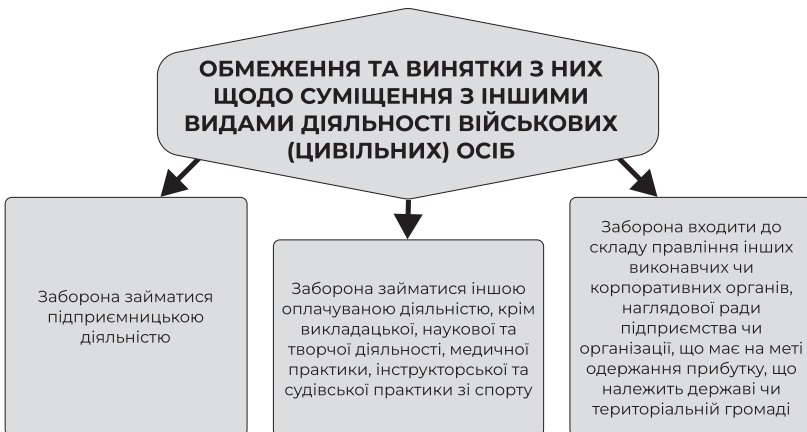 ОБМЕЖЕННЯ ТА ВИНЯТКИ З НИХ
ЩОДО СУМІЩЕННЯ З ІНШИМИ
ВИДАМИ ДІЯЛЬНОСТІ ВІЙСЬКОВИХ
(ЦИВІЛЬНИХ) ОСІБ
Заборона займатися
підприємницькою
діяльністю
Заборона займатися іншою
оплачуваною діяльністю, крім
викладацької, наукової та
творчої діяльності, медичної
практики, інструкторської та
судівської практики зі спорту
Заборона входити до
складу правління інших
виконавчих чи
корпоративних органів,
наглядової ради
підприємства чи
організації, що має на меті
одержання прибутку, що
належить державі чи
територіальній громаді